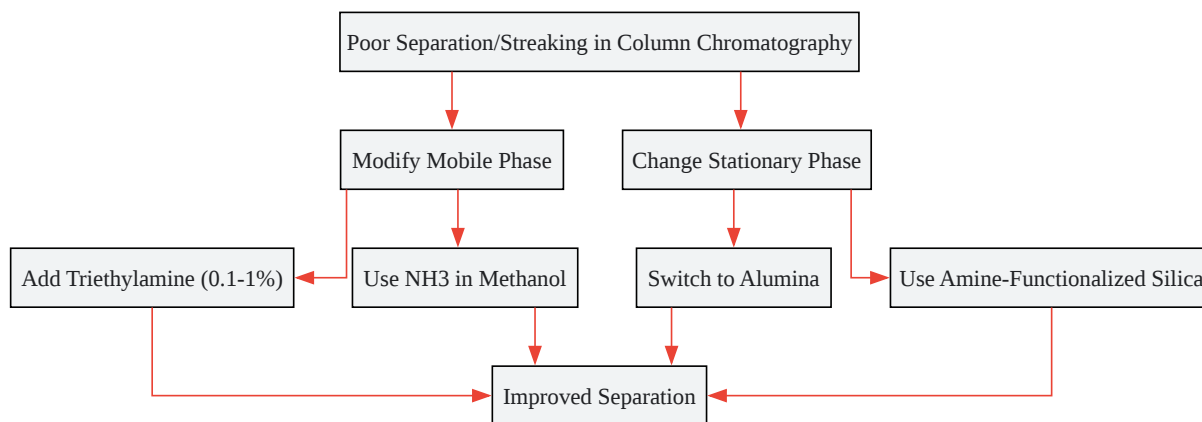 Poor Separation/Streaking in Column Chromatography
Modify Mobile Phase
Change Stationary Phase
Add Triethylamine (0.1-1%)
Use NH3 in Methanol
Switch to Alumina
Use Amine-Functionalized Silica
Improved Separation